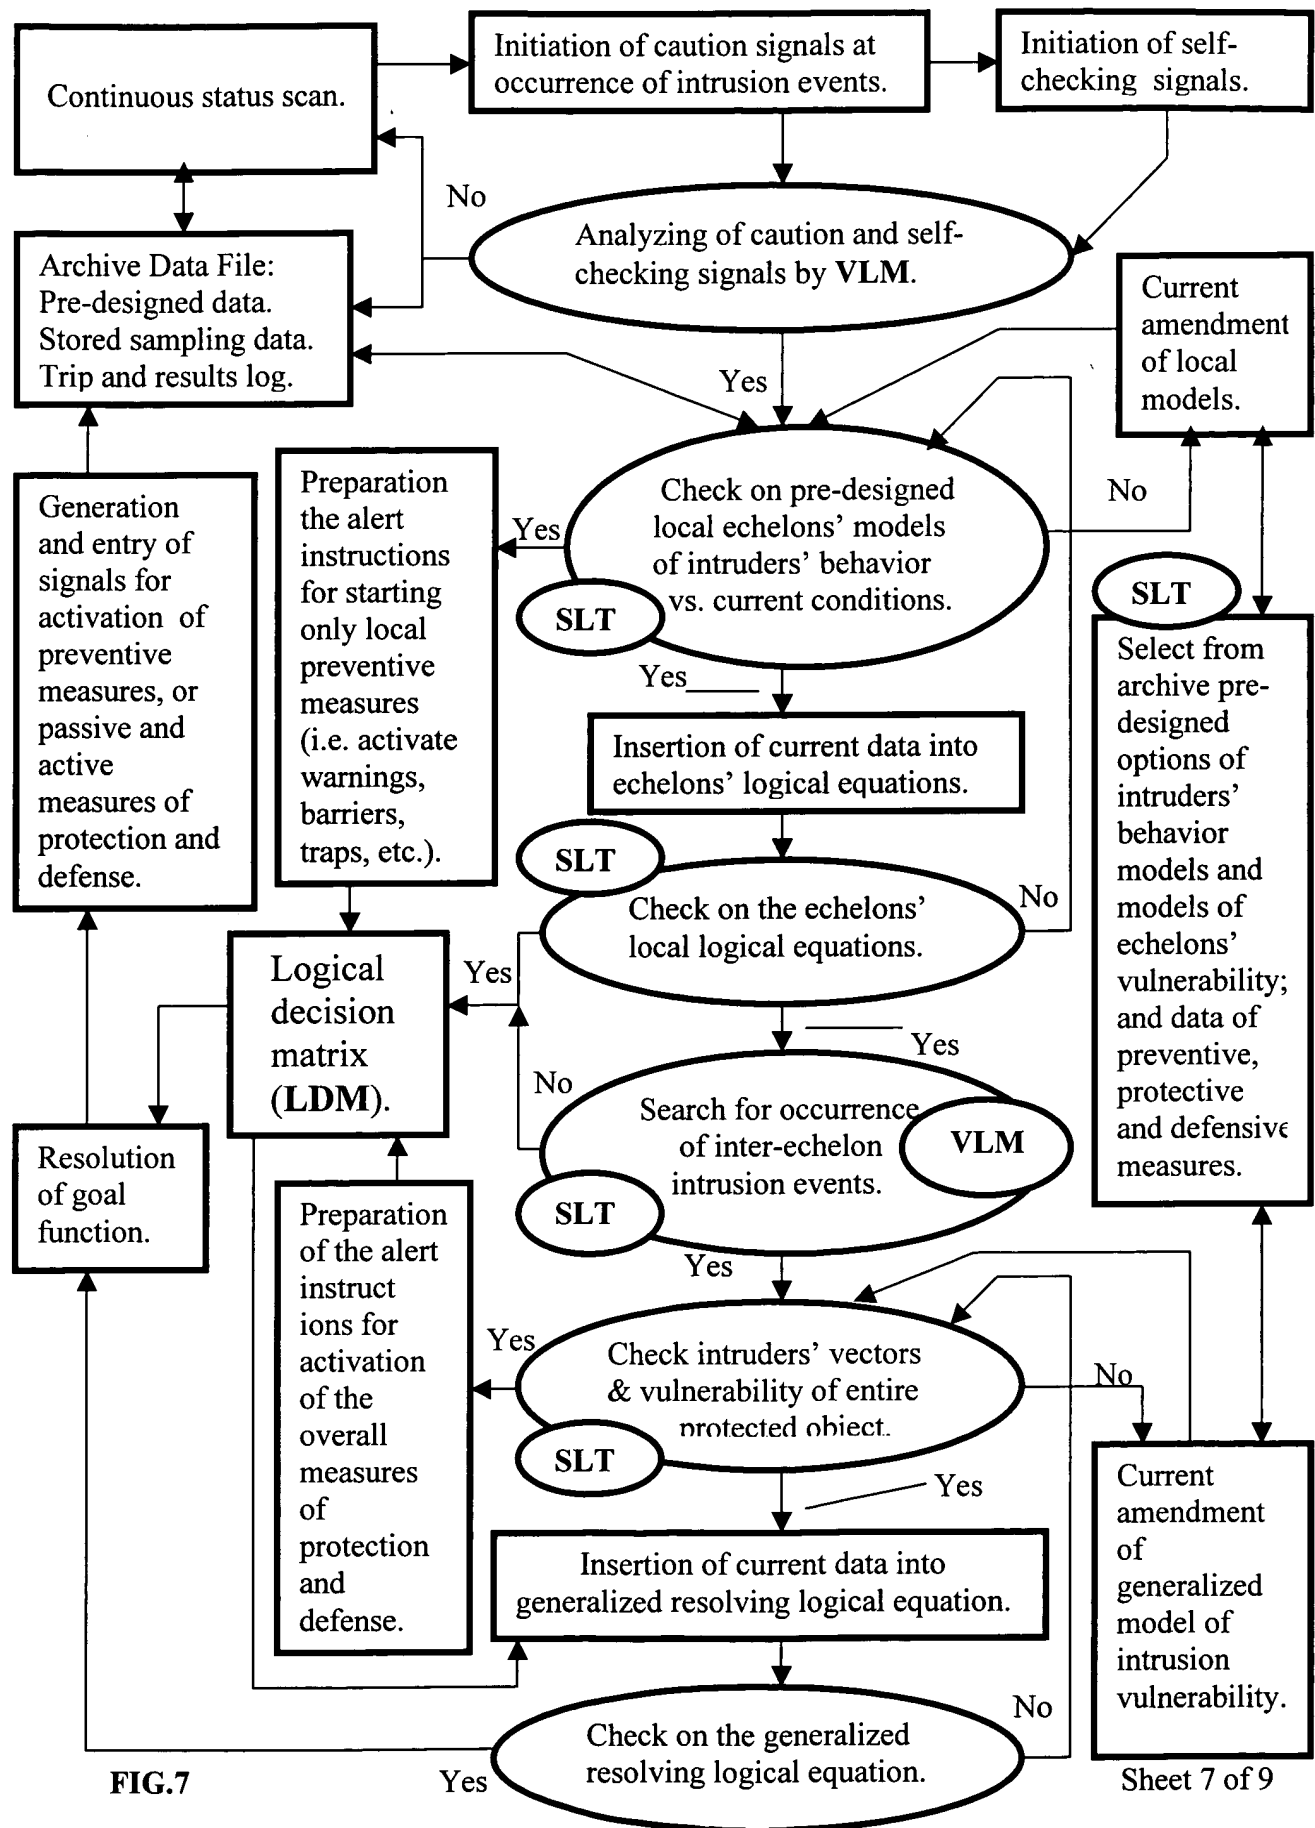 Continuous status scan.
Initiation of caution signals at
occurrence of intrusion events.
Initiation of self-
checking signals.
No
Analyzing of caution and self-
checking signals by VLM.
Archive Data File:
Pre-designed data.
Stored sampling data.
Trip and results log.
Current
amendment
of local
models.
Yes
Generation
and entry of
signals for
activation of
preventive
measures, or
passive and
active
measures of
protection and
defense.
Preparation
the alert
instructions
for starting
only local
preventive
measures
(i.e. activate
warnings,
barriers,
traps, etc.).
Yes
Check on pre-designed
local echelons' models
of intruders' behavior
vs. current conditions.
SLT
No
SLT
Select from
archive pre-
designed
options of
intruders'
behavior
models and
models of
echelons'
vulnerability;
and data of
preventive,
protective
and defensive
measures.
Yes
Insertion of current data into
echelons' logical equations.
SLT
Check on the echelons'
local logical equations.
No
Yes
Logical
decision
matrix
(LDM).
Yes
No
Search for occurrence
of inter-echelon
intrusion events.
VLM
SLT
Resolution
of goal
function.
Preparation
of the alert
instruct
ions for
activation
of the
overall
measures
of
protection
and
defense.
Yes
Yes
Check intruders' vectors
& vulnerability of entire
protected object.
SLT
No
Current
amendment
of
generalized
model of
intrusion
vulnerability.
Yes
Insertion of current data into
generalized resolving logical equation.
No
Check on the generalized
resolving logical equation.
Yes
FIG.7
Sheet 7 of 9